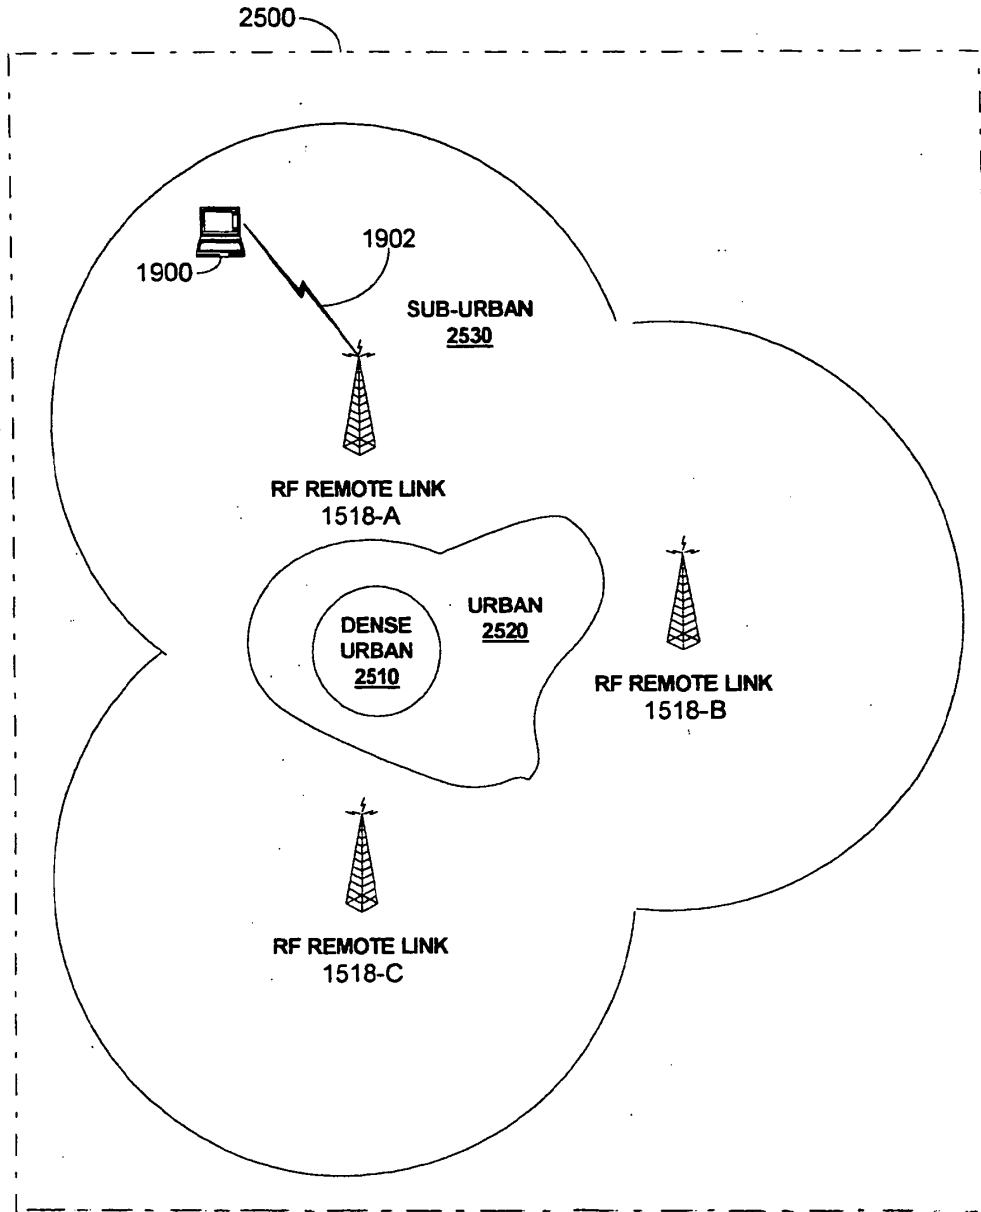 2500
1900
1902
SUB-URBAN
2530
RF REMOTE LINK
1518-A
URBAN
2520
DENSE
URBAN
2510
RF REMOTE LINK
1518-B
RF REMOTE LINK
1518-C